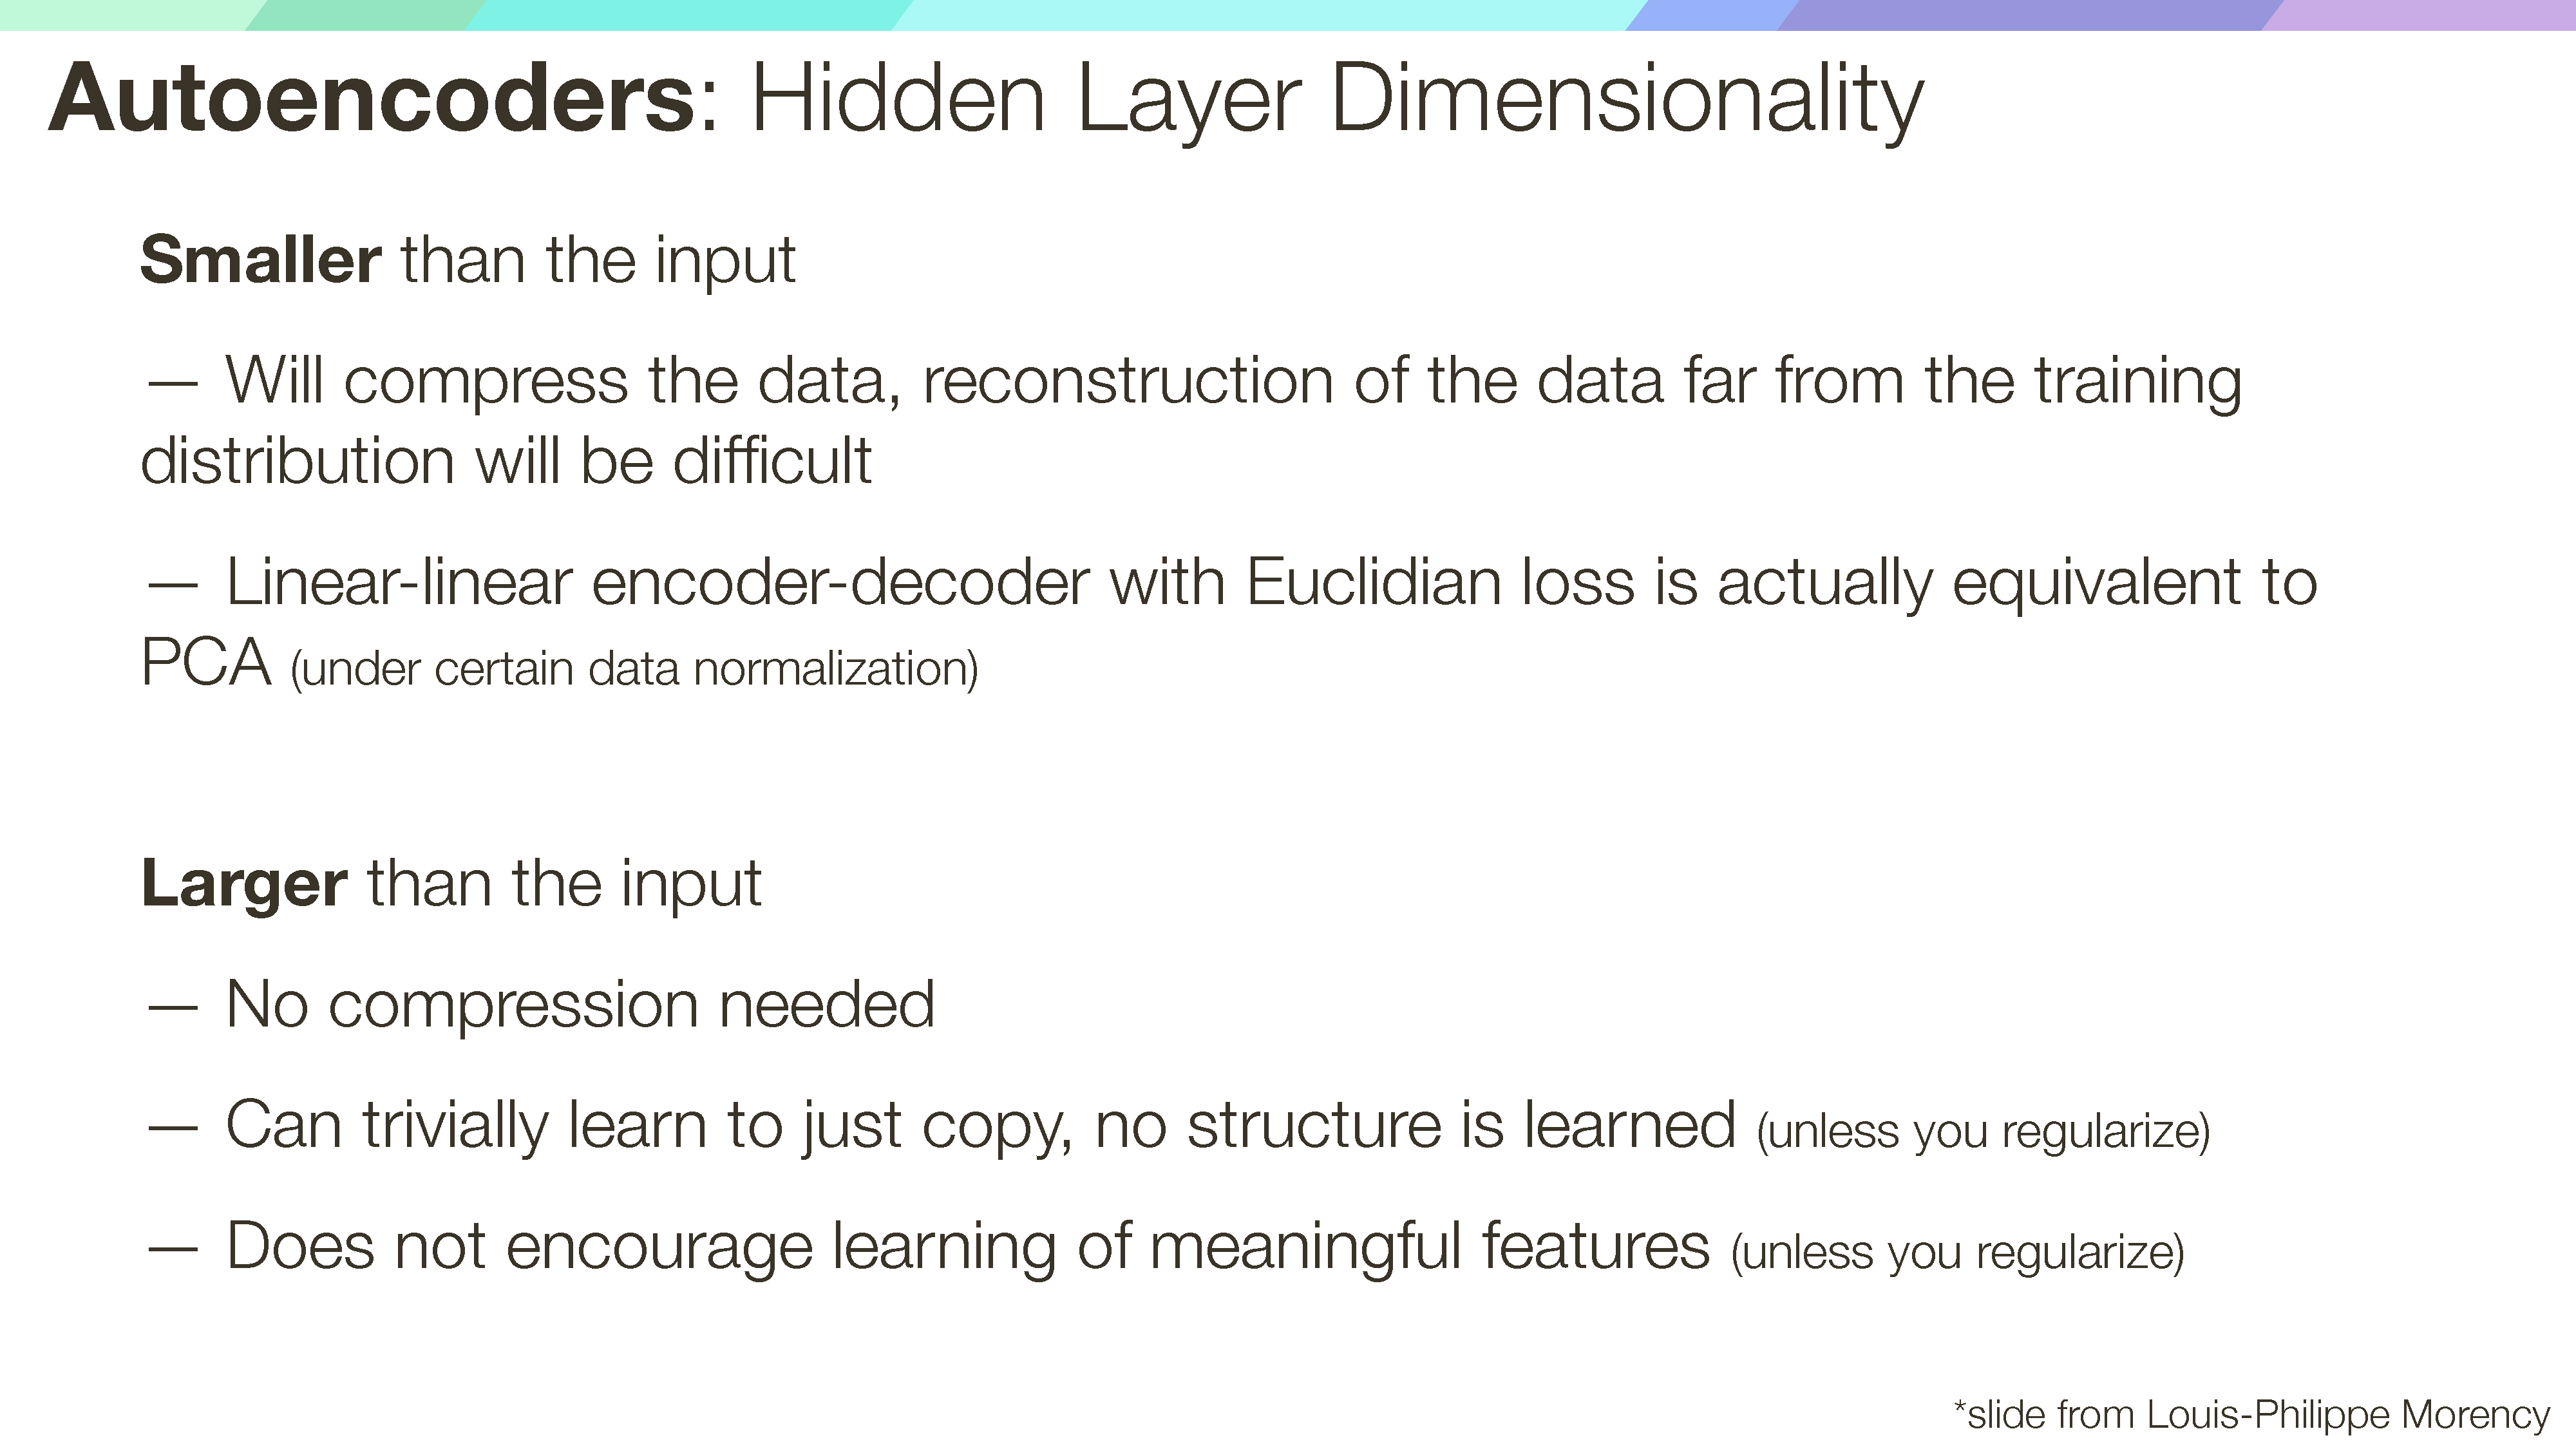 Autoencoders: Hidden Layer Dimensionality
Smaller than the input
— Will compress the data, reconstruction of the data far from the training
distribution will be difficult
— Linear-linear encoder-decoder with Euclidian loss is actually equivalent to
PCA (under certain data normalization)
Larger than the input
— No compression needed
— Can trivially learn to just copy, no structure is learned (unless you regularize)
— Does not encourage learning of meaningful features (unless you regularize)
*slide from Louis-Philippe Morency